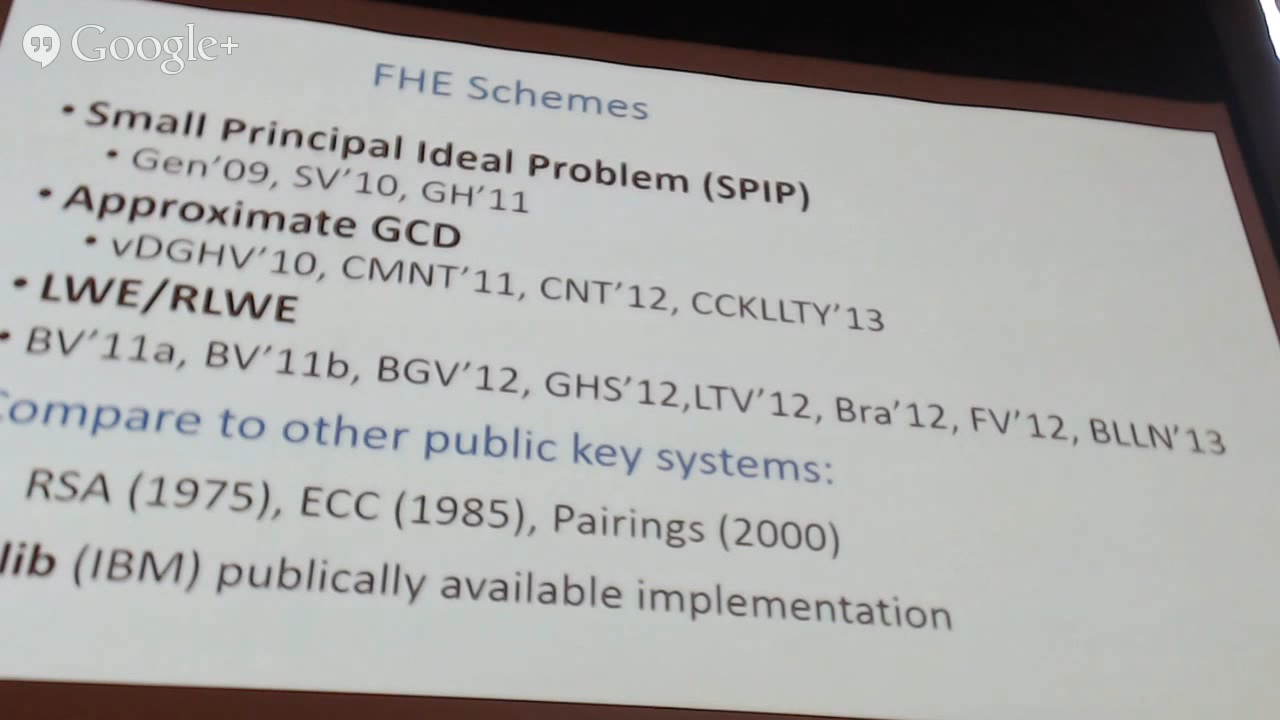 Google+
FHE Schemes
• Small Principal Ideal Problem (SPIP)
• Gen'09, SV'10, GH'11
• Approximate GCD
• vDGHV'10, CMNT'11, CNT'12, CCKLLTY'13
• LWE/RLWE
• BV'11a, BV'11b, BGV'12, GHS'12,LTV'12, Bra'12, FV'12, BLLN'13
Compare to other public key systems:
RSA (1975), ECC (1985), Pairings (2000)
lib (IBM) publically available implementation